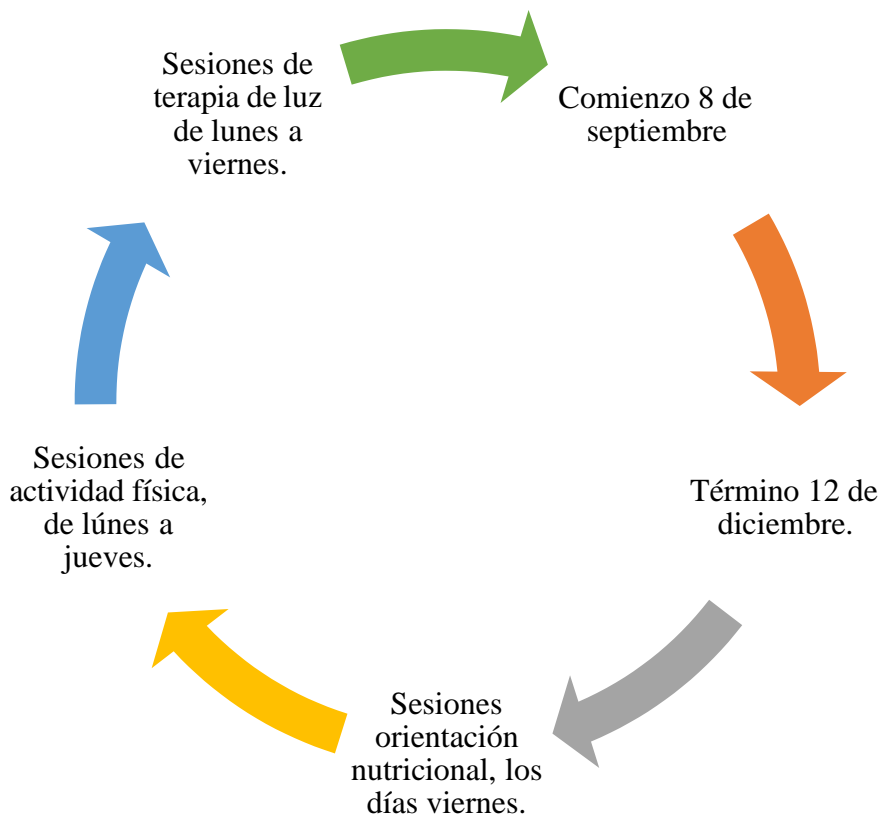 Sesiones de
terapia de luz
de lunes a
viernes.
Comienzo 8 de
septiembre
Término 12 de
diciembre.
Sesiones
orientación
nutricional, los
días viernes.
Sesiones de
actividad física,
de lúnes a
jueves.